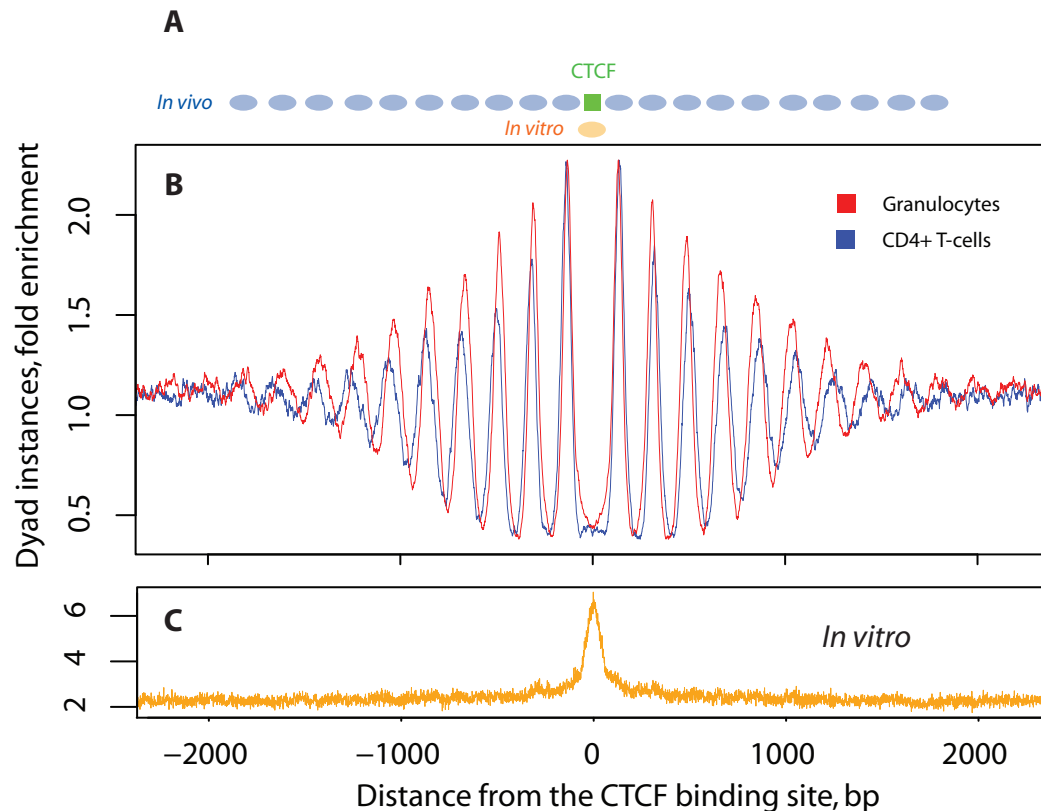 A
CTCF
In vivo
In vitro
B
Granulocytes
CD4+ T-cells
Dyad instances, fold enrichment
2.0
1.5
1.0
0.5
C
In vitro
6
4
2
−2000
−1000
0
1000
2000
Distance from the CTCF binding site, bp